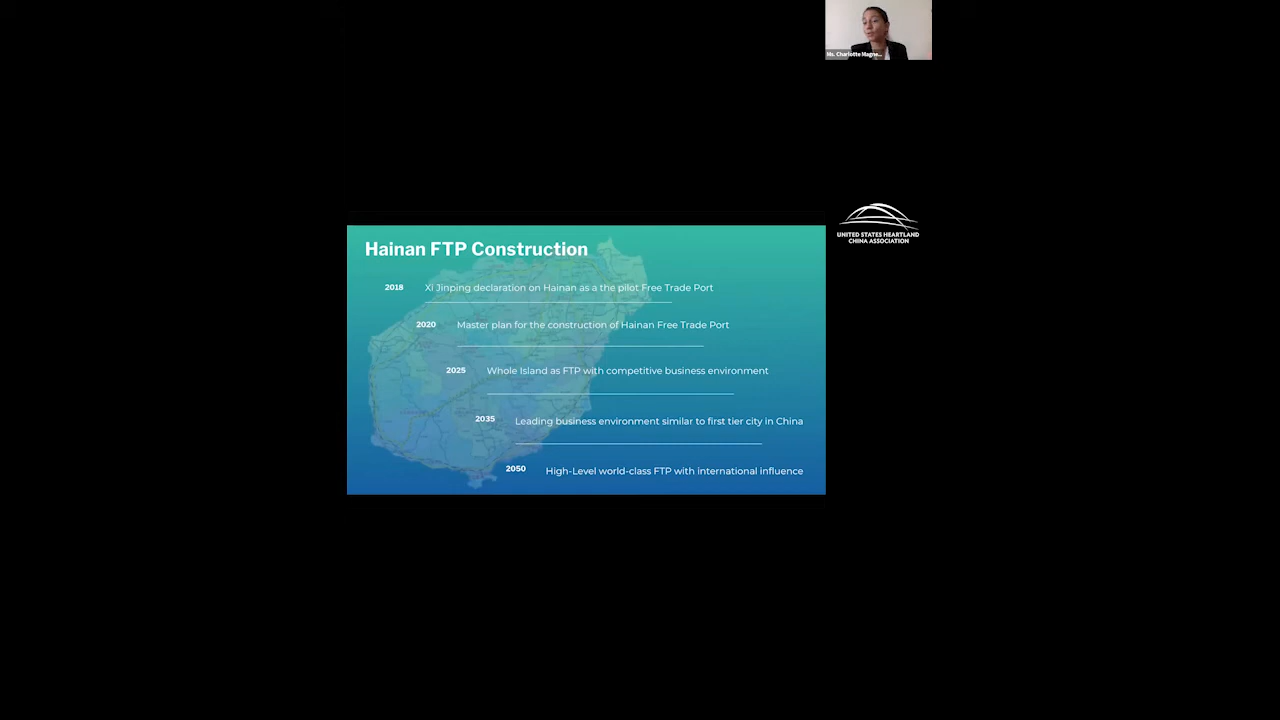 Ms. Charlotte Magne...
UNITED STATES HEARTLAND
CHINA ASSOCIATION
Hainan FTP Construction
2018 Xi Jinping declaration on Hainan as a the pilot Free Trade Port
2020 Master plan for the construction of Hainan Free Trade Port
2025 Whole Island as FTP with competitive business environment
2035 Leading business environment similar to first tier city in China
2050 High-Level world-class FTP with international influence